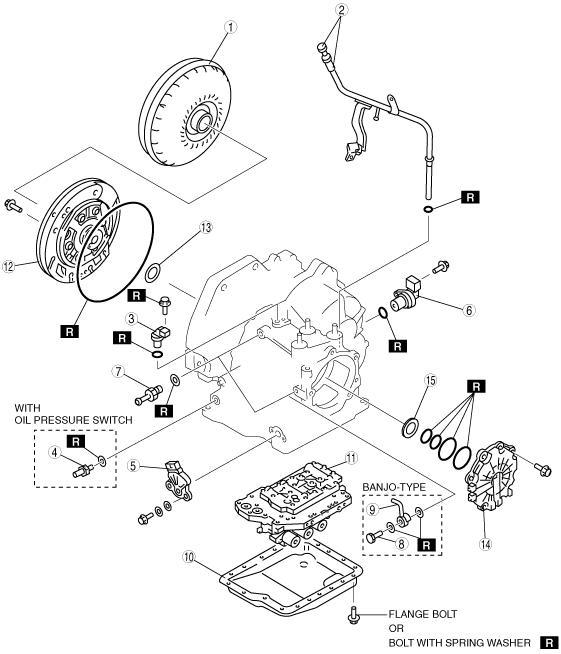 1
2
R
13
12
R
R
3
R
6
R
7
R
15
R
WITH
OIL PRESSURE SWITCH
R
4
5
11
BANJO-TYPE
9
8
R
14
10
FLANGE BOLT
OR
BOLT WITH SPRING WASHER R